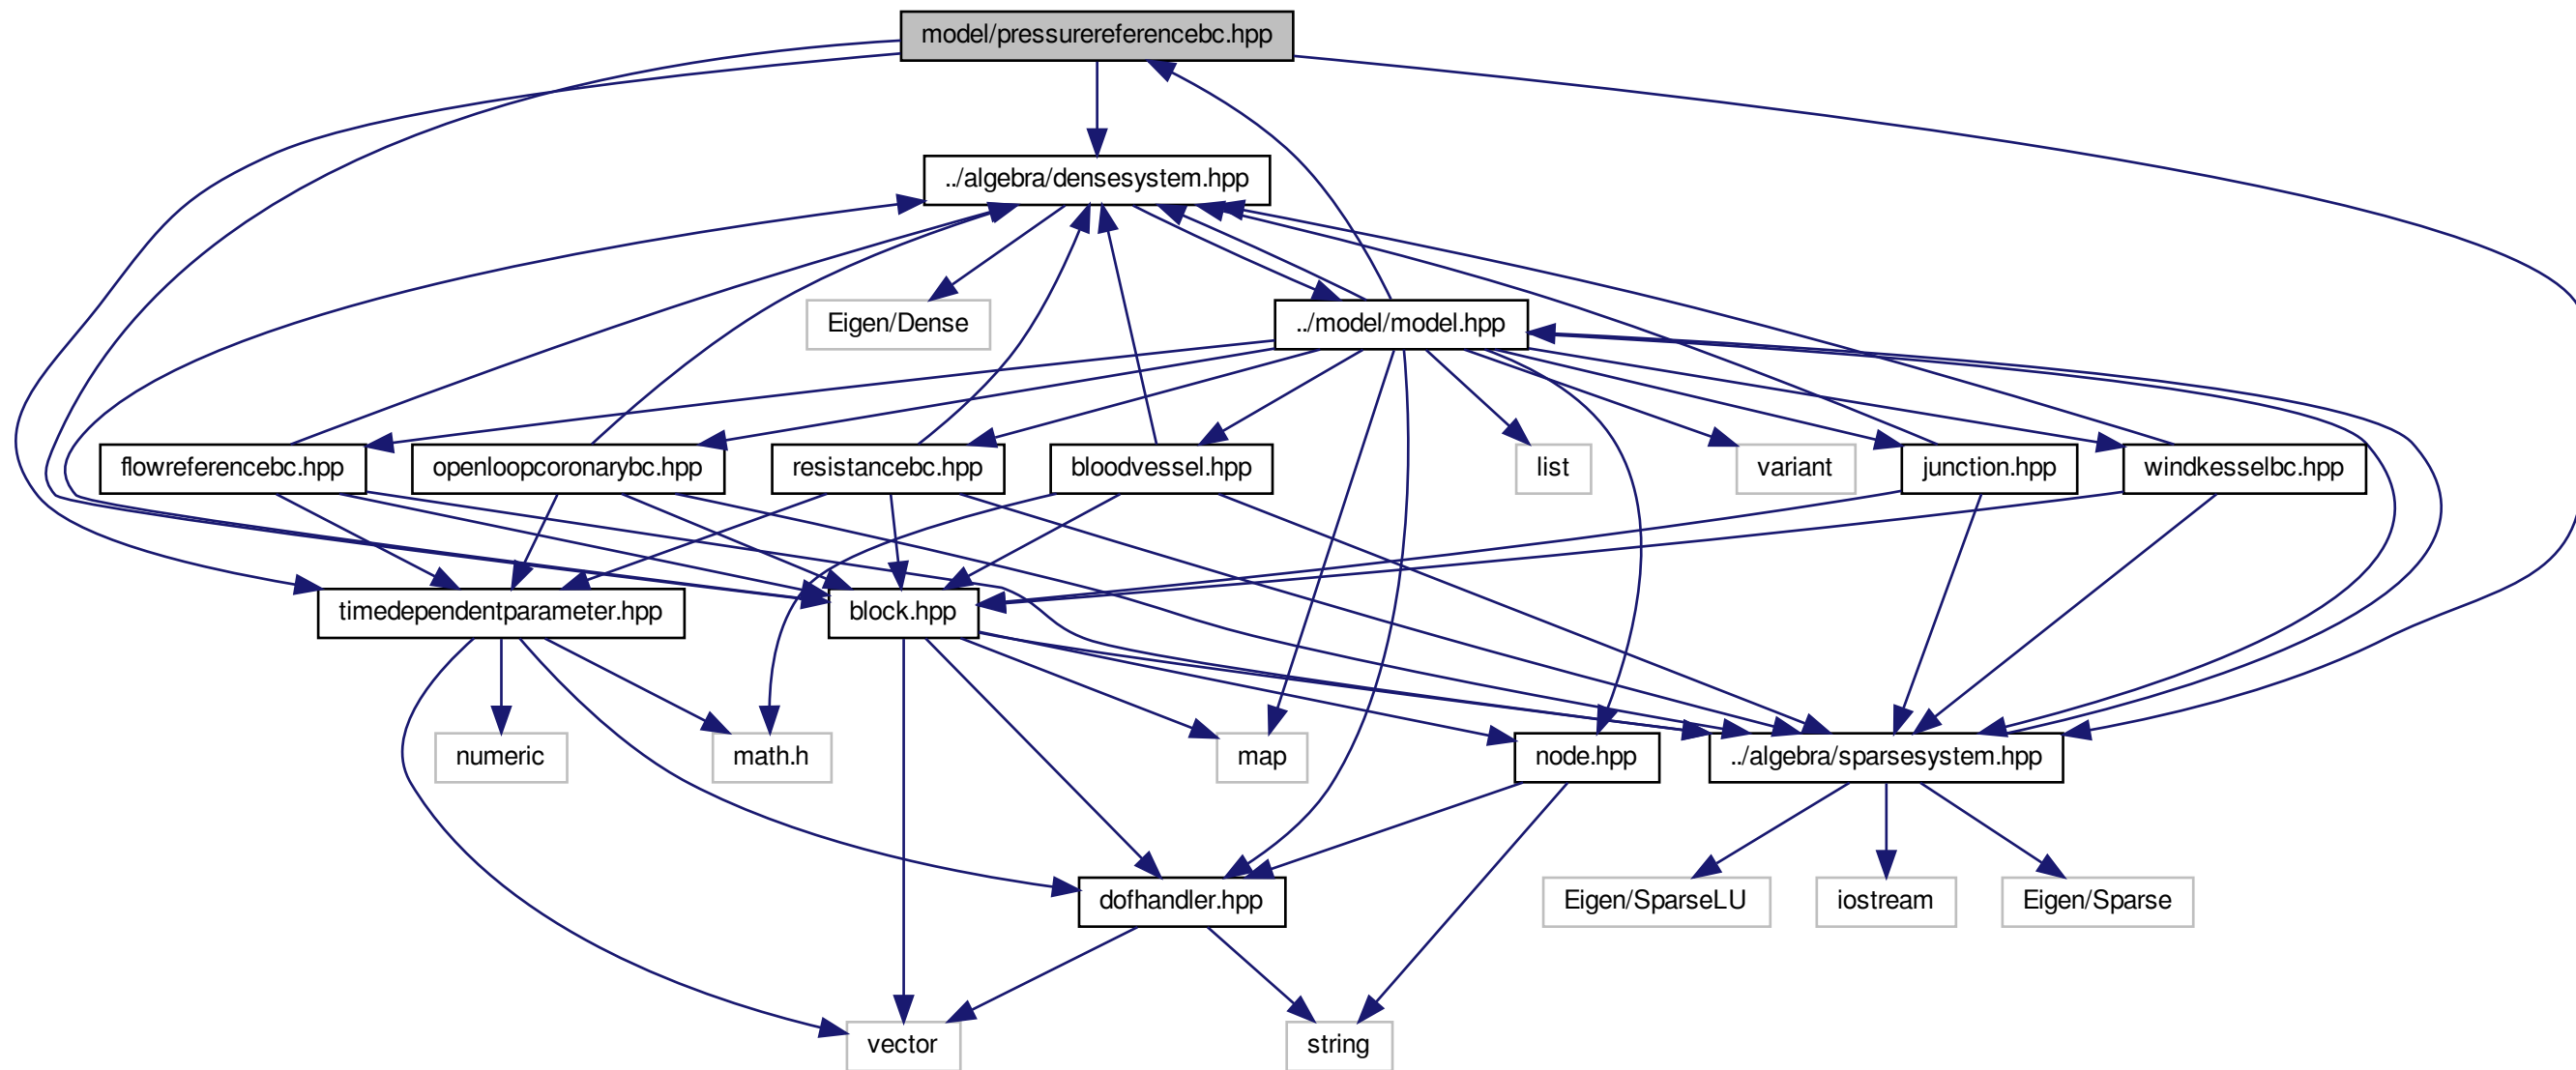 model/pressurereferencebc.hpp
../algebra/densesystem.hpp
Eigen/Dense
../model/model.hpp
flowreferencebc.hpp
openloopcoronarybc.hpp
resistancebc.hpp
bloodvessel.hpp
list
variant
junction.hpp
windkesselbc.hpp
timedependentparameter.hpp
block.hpp
numeric
math.h
map
node.hpp
../algebra/sparsesystem.hpp
dofhandler.hpp
Eigen/SparseLU
iostream
Eigen/Sparse
vector
string